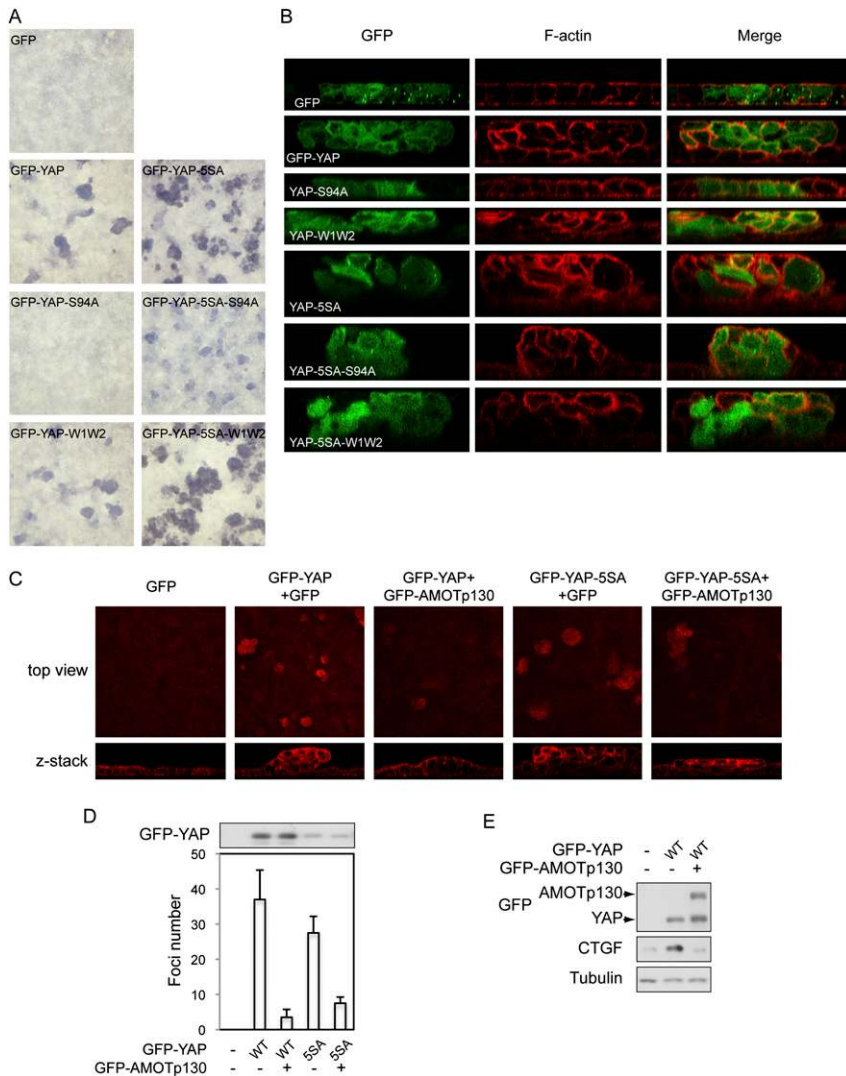 A
GFP
GFP-YAP
GFP-YAP-5SA
GFP-YAP-S94A
GFP-YAP-5SA-S94A
GFP-YAP-W1W2
GFP-YAP-5SA-W1W2
B
GFP F-actin Merge
GFP
GFP-YAP
YAP-S94A
YAP-W1W2
YAP-5SA
YAP-5SA-S94A
YAP-5SA-W1W2
C
GFP
GFP-YAP
+GFP
GFP-YAP+
GFP-AMOTp130
GFP-YAP-5SA
+GFP
GFP-YAP-5SA+
GFP-AMOTp130
top view
z-stack
D
GFP-YAP
50
40
30
20
10
0
Foci number
GFP-YAP - WT WT 5SA 5SA
GFP-AMOTp130 - - + - +
E
GFP-YAP - WT WT
GFP-AMOTp130 - - +
GFP
AMOTp130
YAP
CTGF
Tubulin